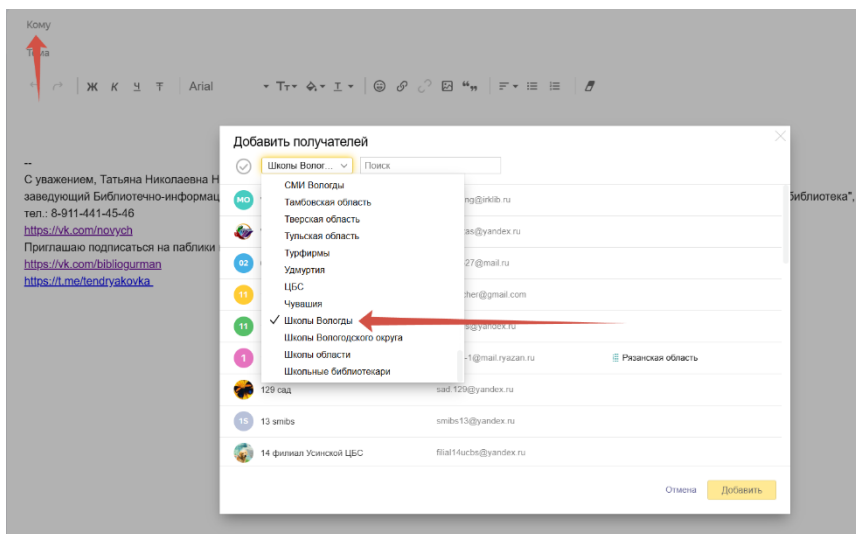 Кому
Тема
Ж К Ч Т Arial
Добавить получателей
Школы Волог... Поиск
СМИ Вологды
Тамбовская область
Тверская область
Тульская область
Турфирмы
Удмуртия
ЦБС
Чувашия
Школы Вологды
Школы Вологодского округа
Школы области
Школьные библиотекари
МО ng@irklib.ru
as@yandex.ru
02 27@mail.ru
11 cher@gmail.com
11 s@yandex.ru
1 -1@mail.ryazan.ru Рязанская область
129 сад sad.129@yandex.ru
15 13 smibs smibs13@yandex.ru
14 филиал Усинской ЦБС filial14ucbs@yandex.ru
Отмена Добавить
--
С уважением, Татьяна Николаевна Н
заведующий Библиотечно-информац библиотека",
тел.: 8-911-441-45-46
https://vk.com/novych
Приглашаю подписаться на паблики
https://vk.com/bibliogurman
https://t.me/tendryakovka